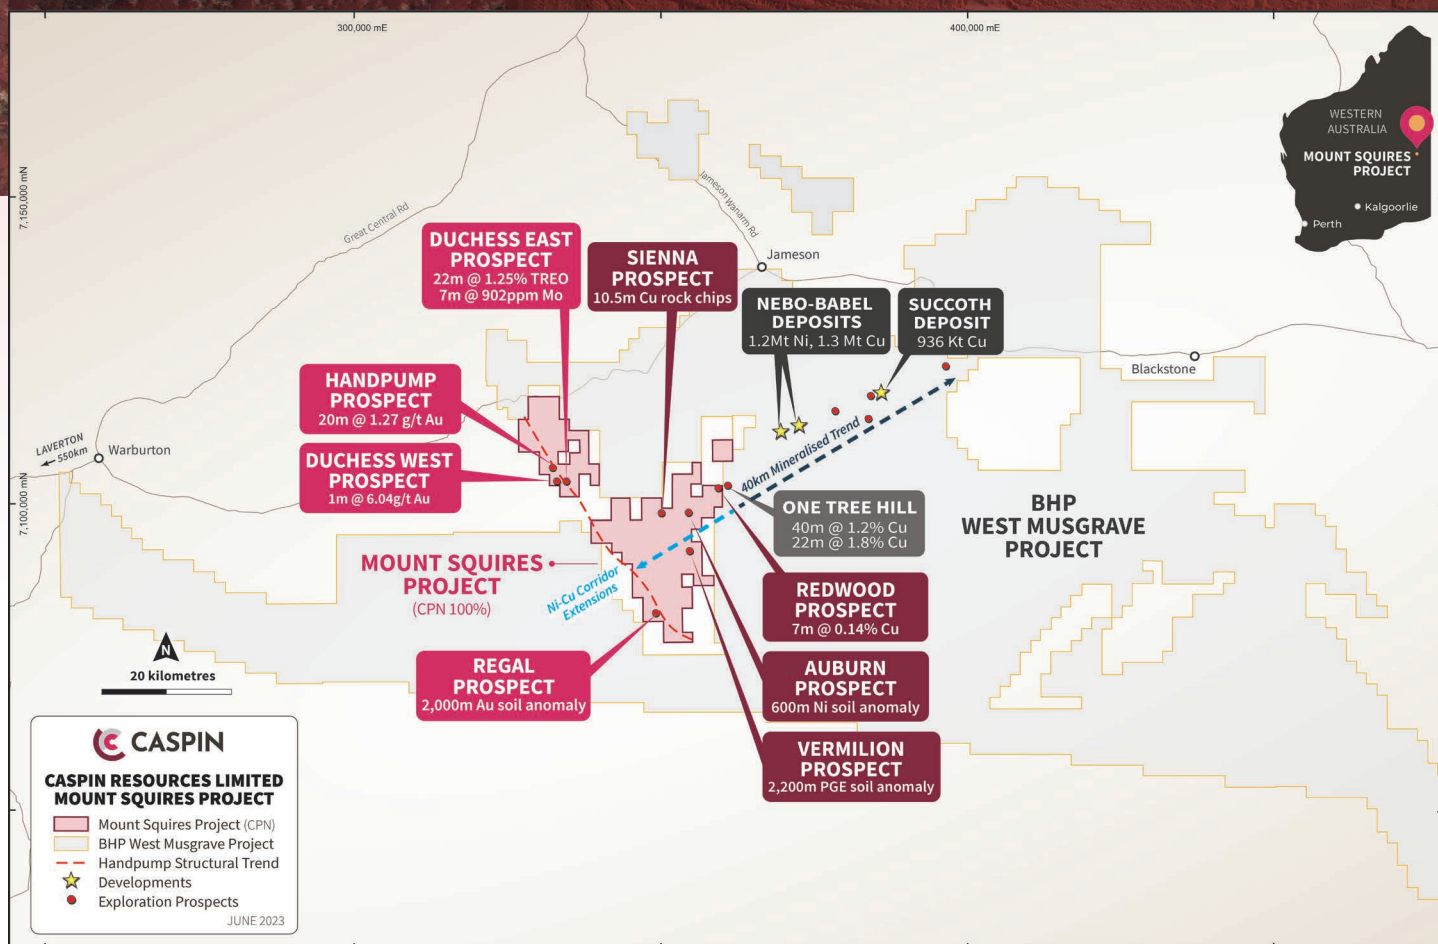 300,000 mE
400,000 mE
7,150,000 mN
7,100,000 mN
WESTERN
AUSTRALIA
MOUNT SQUIRES
PROJECT
Kalgoorlie
Perth
Great Central Rd
Jameson Wanarn Rd
Jameson
DUCHESS EAST
PROSPECT
22m @ 1.25% TREO
7m @ 902ppm Mo
SIENNA
PROSPECT
10.5m Cu rock chips
NEBO-BABEL
DEPOSITS
1.2Mt Ni, 1.3 Mt Cu
SUCCOTH
DEPOSIT
936 Kt Cu
Blackstone
HANDPUMP
PROSPECT
20m @ 1.27 g/t Au
LAVERTON
550km
Warburton
DUCHESS WEST
PROSPECT
1m @ 6.04g/t Au
40km Mineralised Trend
ONE TREE HILL
40m @ 1.2% Cu
22m @ 1.8% Cu
BHP
WEST MUSGRAVE
PROJECT
MOUNT SQUIRES
PROJECT
(CPN 100%)
Ni-Cu Corridor
Extensions
REDWOOD
PROSPECT
7m @ 0.14% Cu
N
20 kilometres
REGAL
PROSPECT
2,000m Au soil anomaly
AUBURN
PROSPECT
600m Ni soil anomaly
VERMILION
PROSPECT
2,200m PGE soil anomaly
CASPIN
CASPIN RESOURCES LIMITED
MOUNT SQUIRES PROJECT
Mount Squires Project (CPN)
BHP West Musgrave Project
Handpump Structural Trend
Developments
Exploration Prospects
JUNE 2023